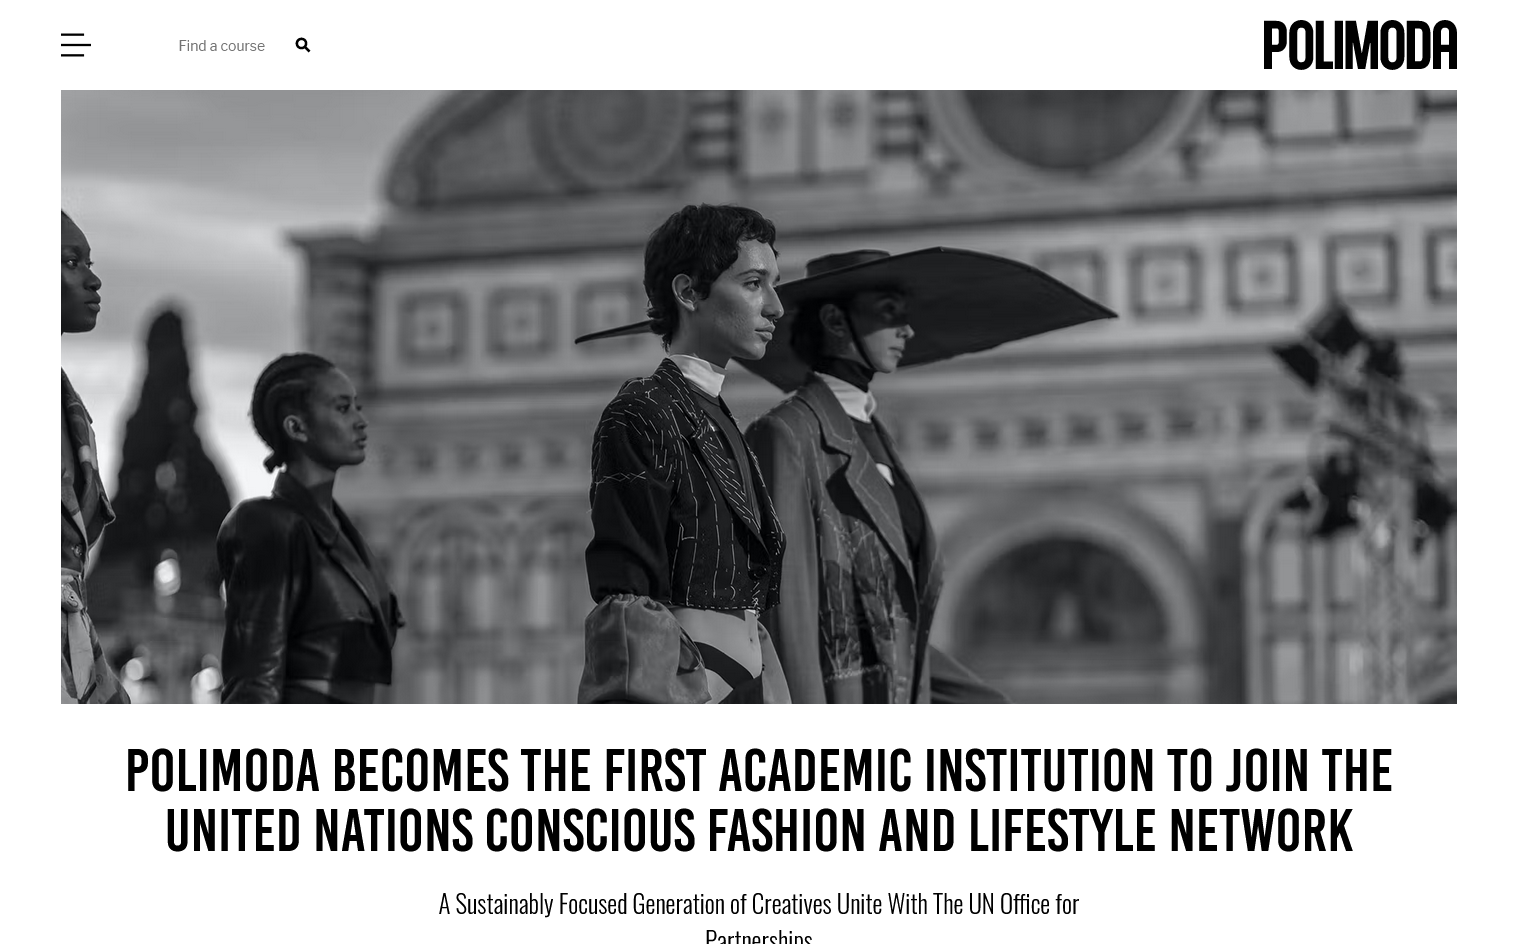 Find a course
POLIMODA
POLIMODA BECOMES THE FIRST ACADEMIC INSTITUTION TO JOIN THE
UNITED NATIONS CONSCIOUS FASHION AND LIFESTYLE NETWORK
A Sustainably Focused Generation of Creatives Unite With The UN Office for
Partnerships